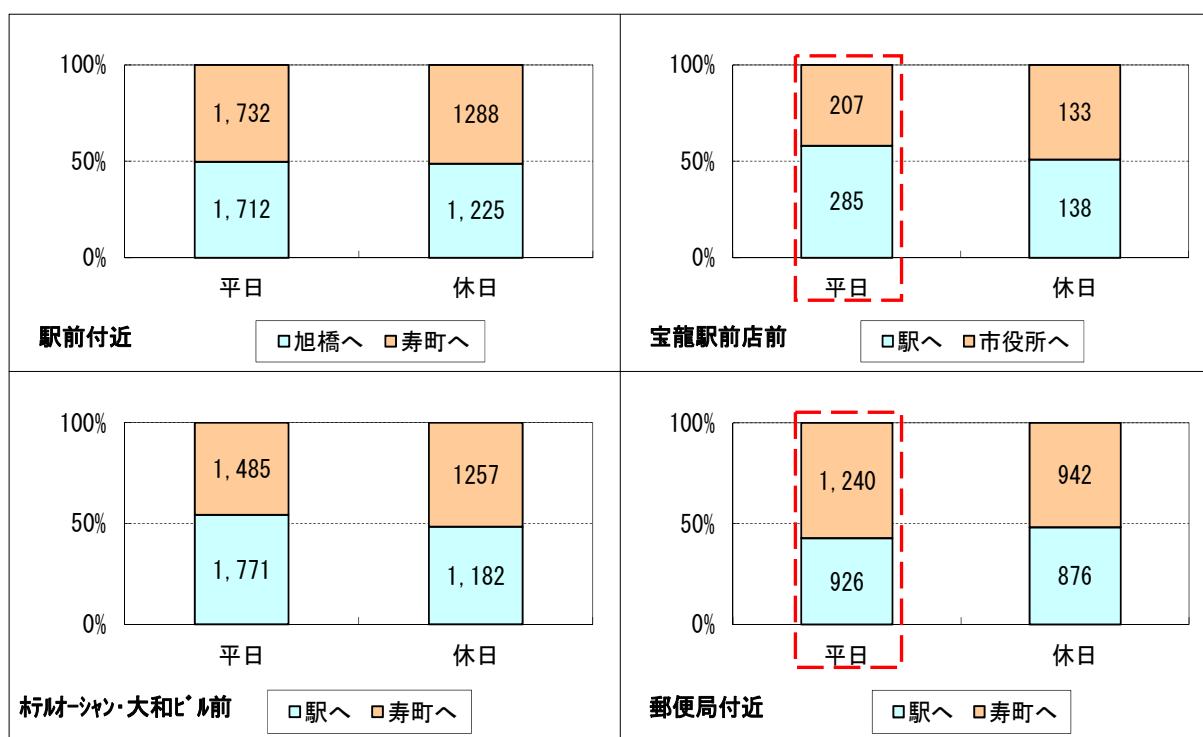 100%
1,732
1288
50%
1,712
1,225
0%
平日
休日
駅前付近
旭橋へ
寿町へ
100%
207
133
50%
285
138
0%
平日
休日
宝龍駅前店前
駅へ
市役所へ
100%
1,485
1257
50%
1,771
1,182
0%
平日
休日
ﾎﾃﾙｵｰｼｬﾝ・大和ﾋﾞﾙ前
駅へ
寿町へ
100%
1,240
942
50%
926
876
0%
平日
休日
郵便局付近
駅へ
寿町へ